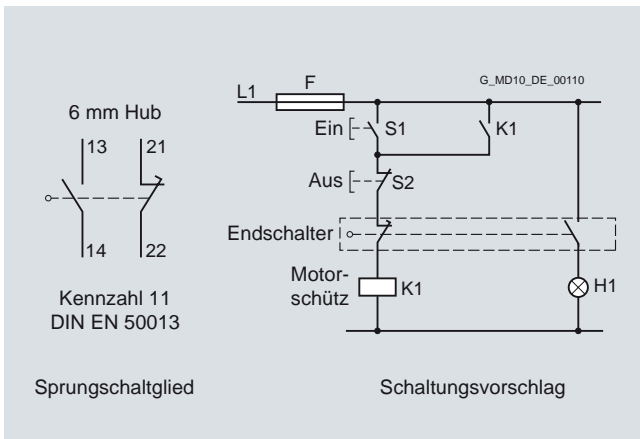 6 mm Hub
13 21
14 22
Kennzahl 11
DIN EN 50013
Sprungschaltglied
G_MD10_DE_00110
L1 F
Ein S1 K1
Aus S2
Endschalter
Motor-
schütz K1 H1
Schaltungsvorschlag